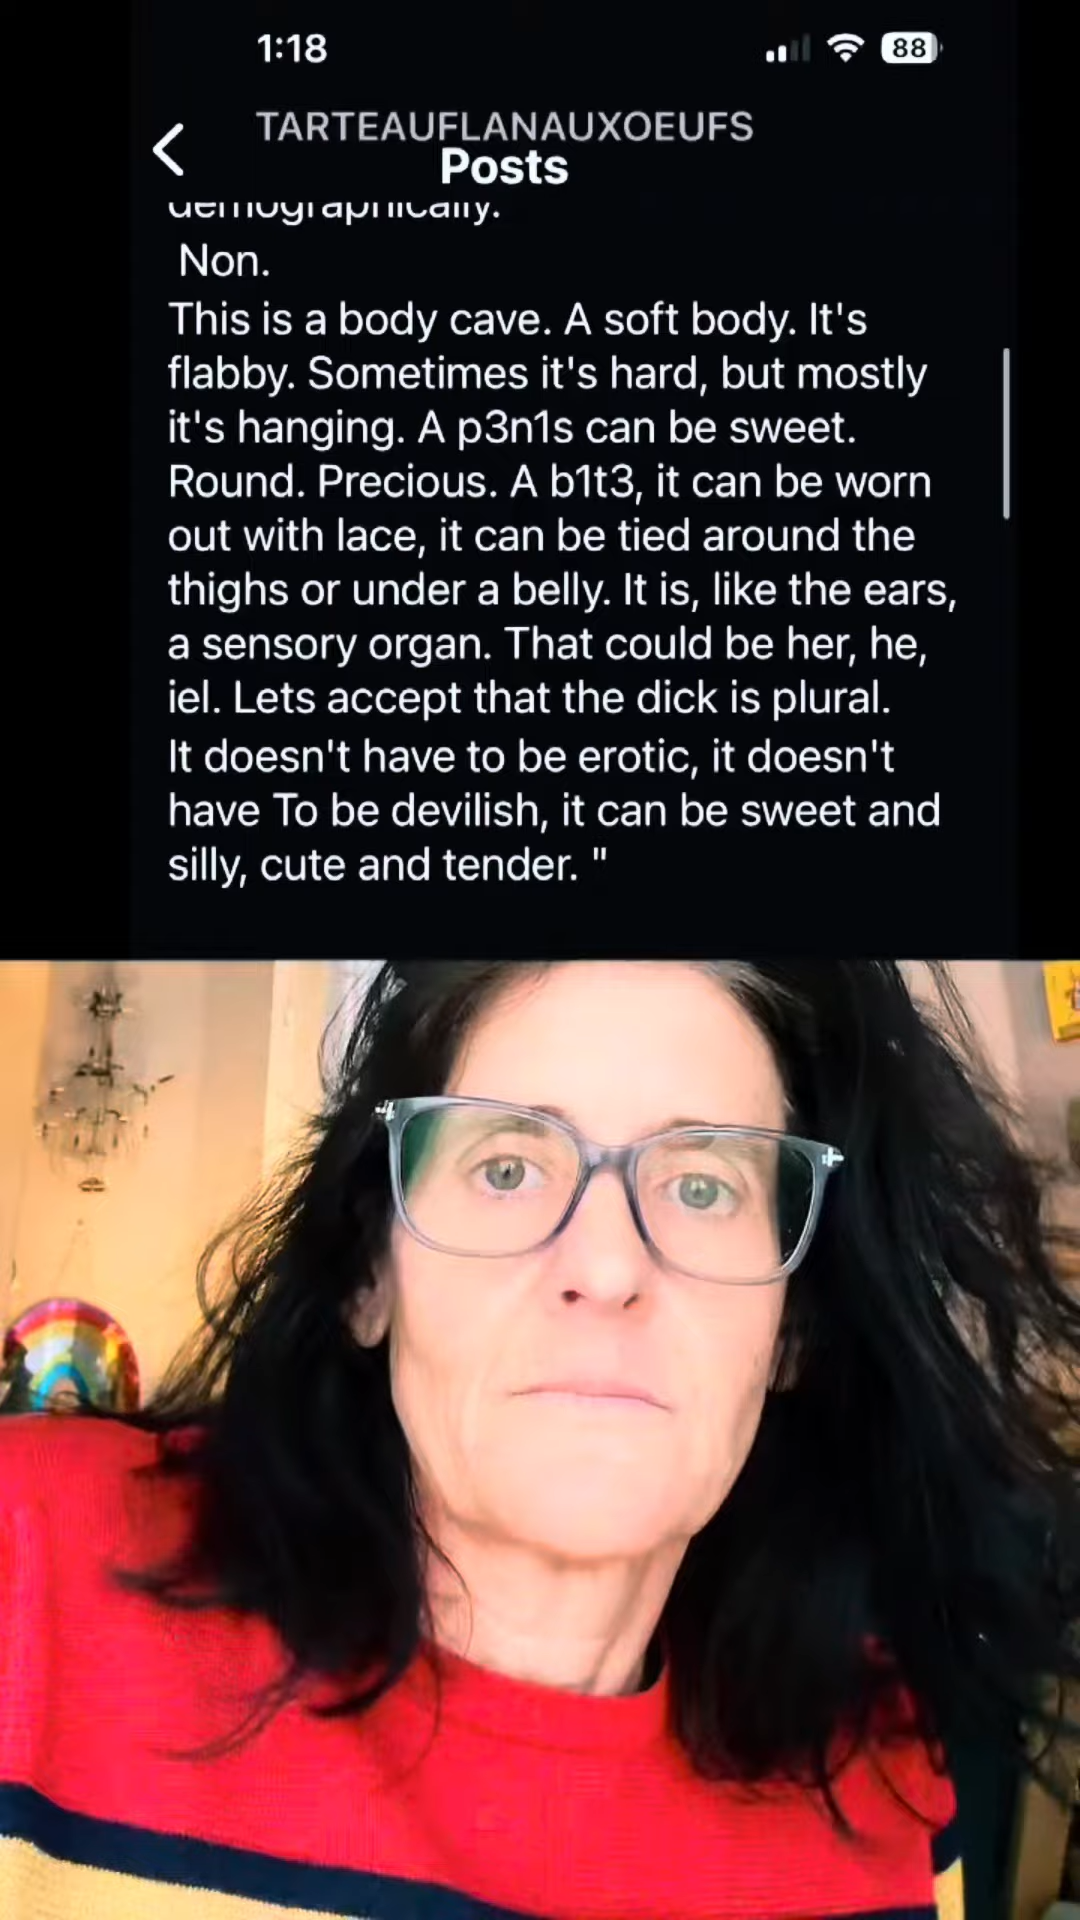 1:18
88
TARTEAUFLANAUXOEUFS
Posts
demographically.
Non.
This is a body cave. A soft body. It's
flabby. Sometimes it's hard, but mostly
it's hanging. A p3n1s can be sweet.
Round. Precious. A b1t3, it can be worn
out with lace, it can be tied around the
thighs or under a belly. It is, like the ears,
a sensory organ. That could be her, he,
iel. Lets accept that the dick is plural.
It doesn't have to be erotic, it doesn't
have To be devilish, it can be sweet and
silly, cute and tender. "